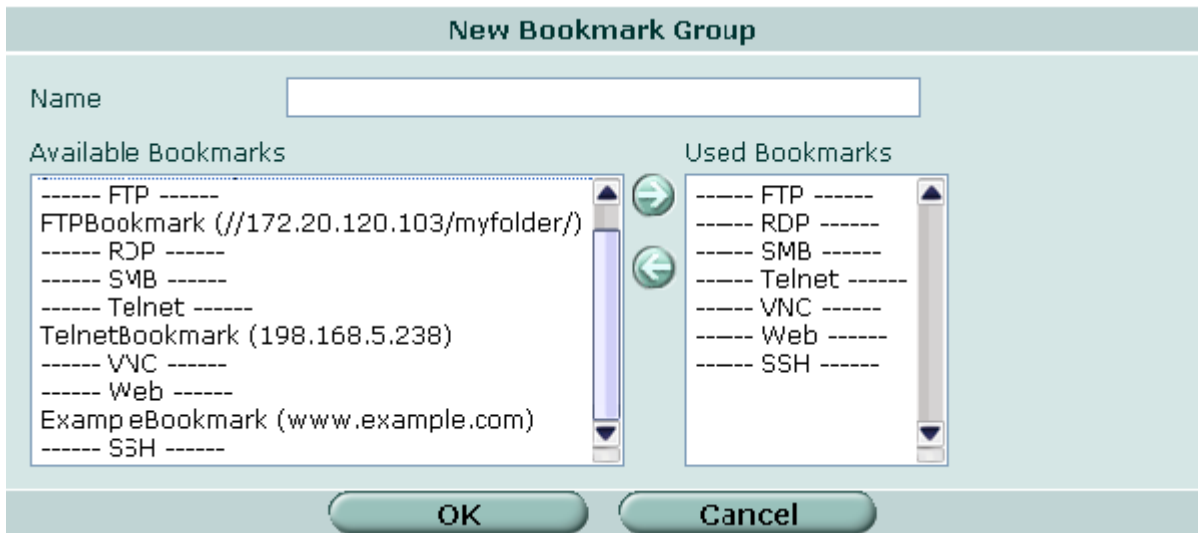 New Bookmark Group
Name
Available Bookmarks
------ FTP ------
FTPBookmark (//172.20.120.103/myfolder/)
------ RDP ------
------ SMB ------
------ Telnet ------
TelnetBookmark (198.168.5.238)
------ VNC ------
------ Web ------
ExampleBookmark (www.example.com)
------ SSH ------
Used Bookmarks
------ FTP ------
------ RDP ------
------ SMB ------
------ Telnet ------
------ VNC ------
------ Web ------
------ SSH ------
OK
Cancel